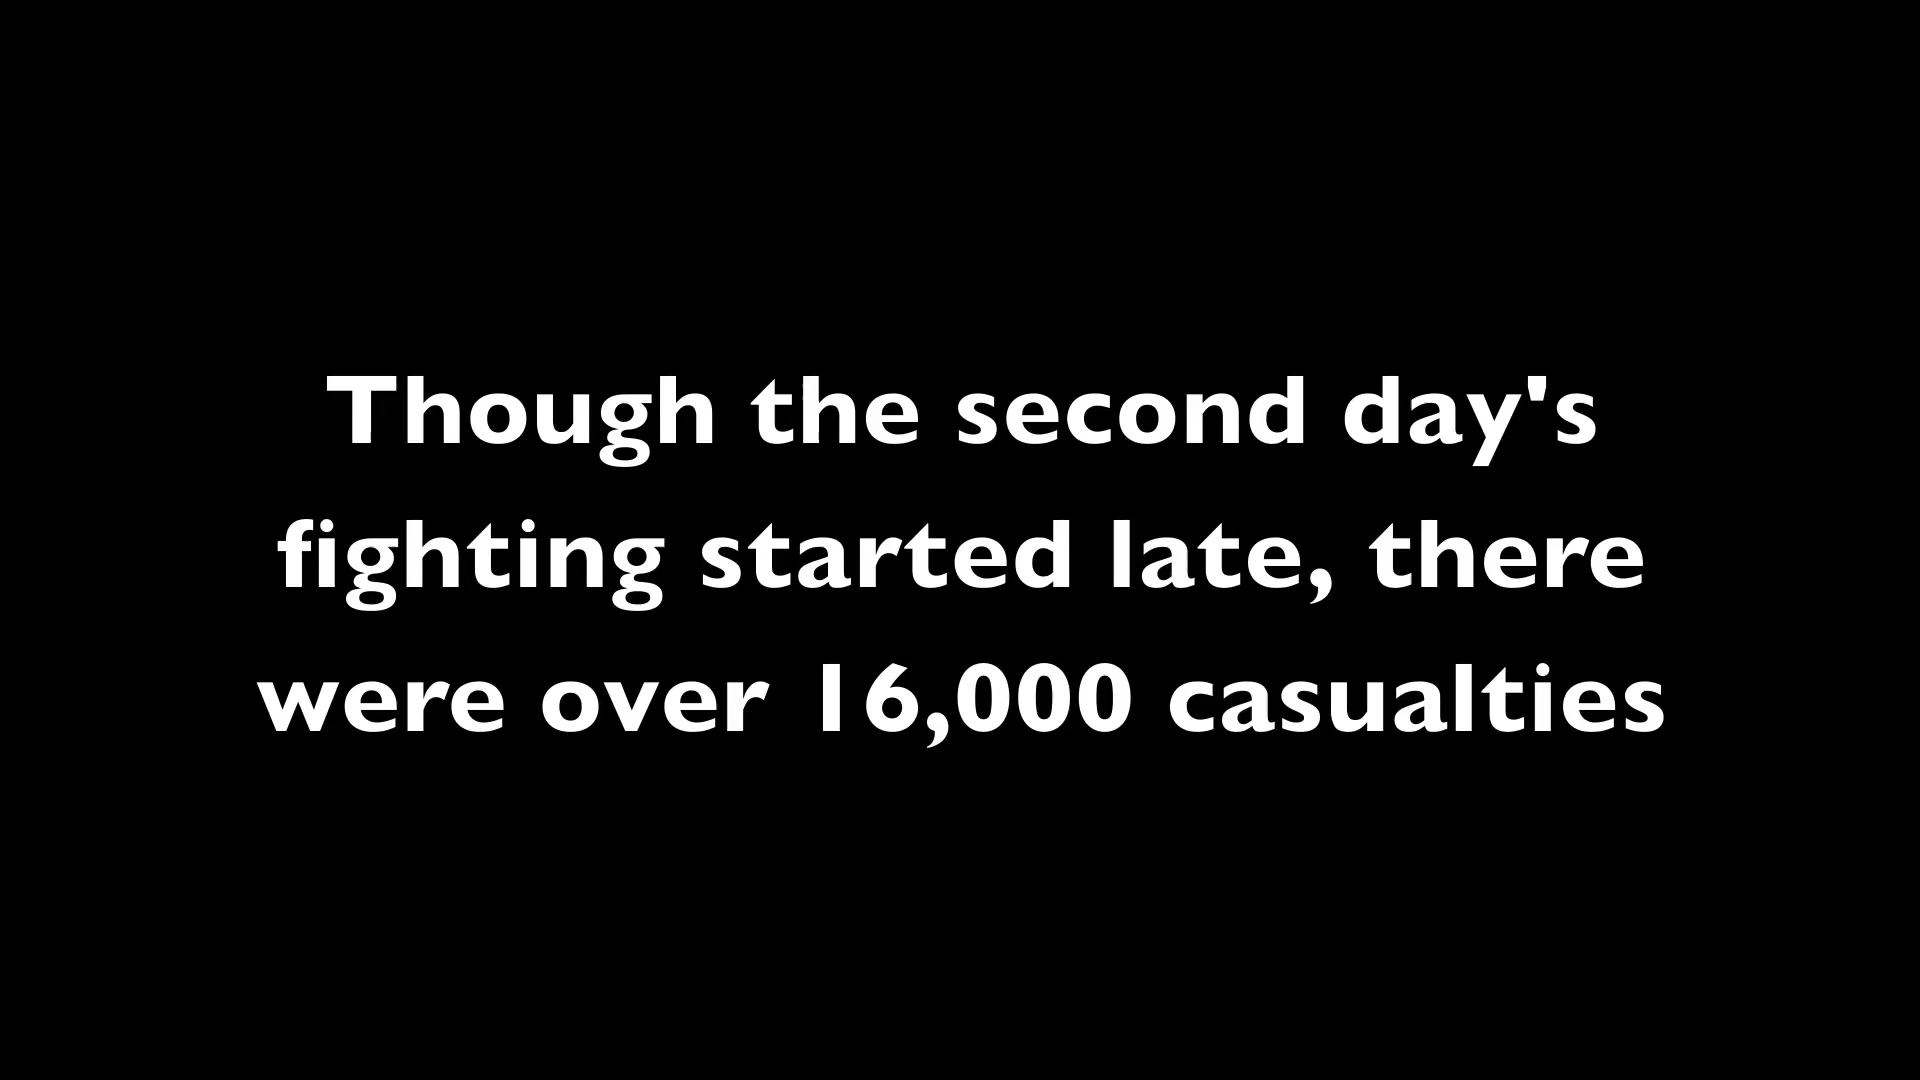 Though the second day's
fighting started late, there
were over 16,000 casualties